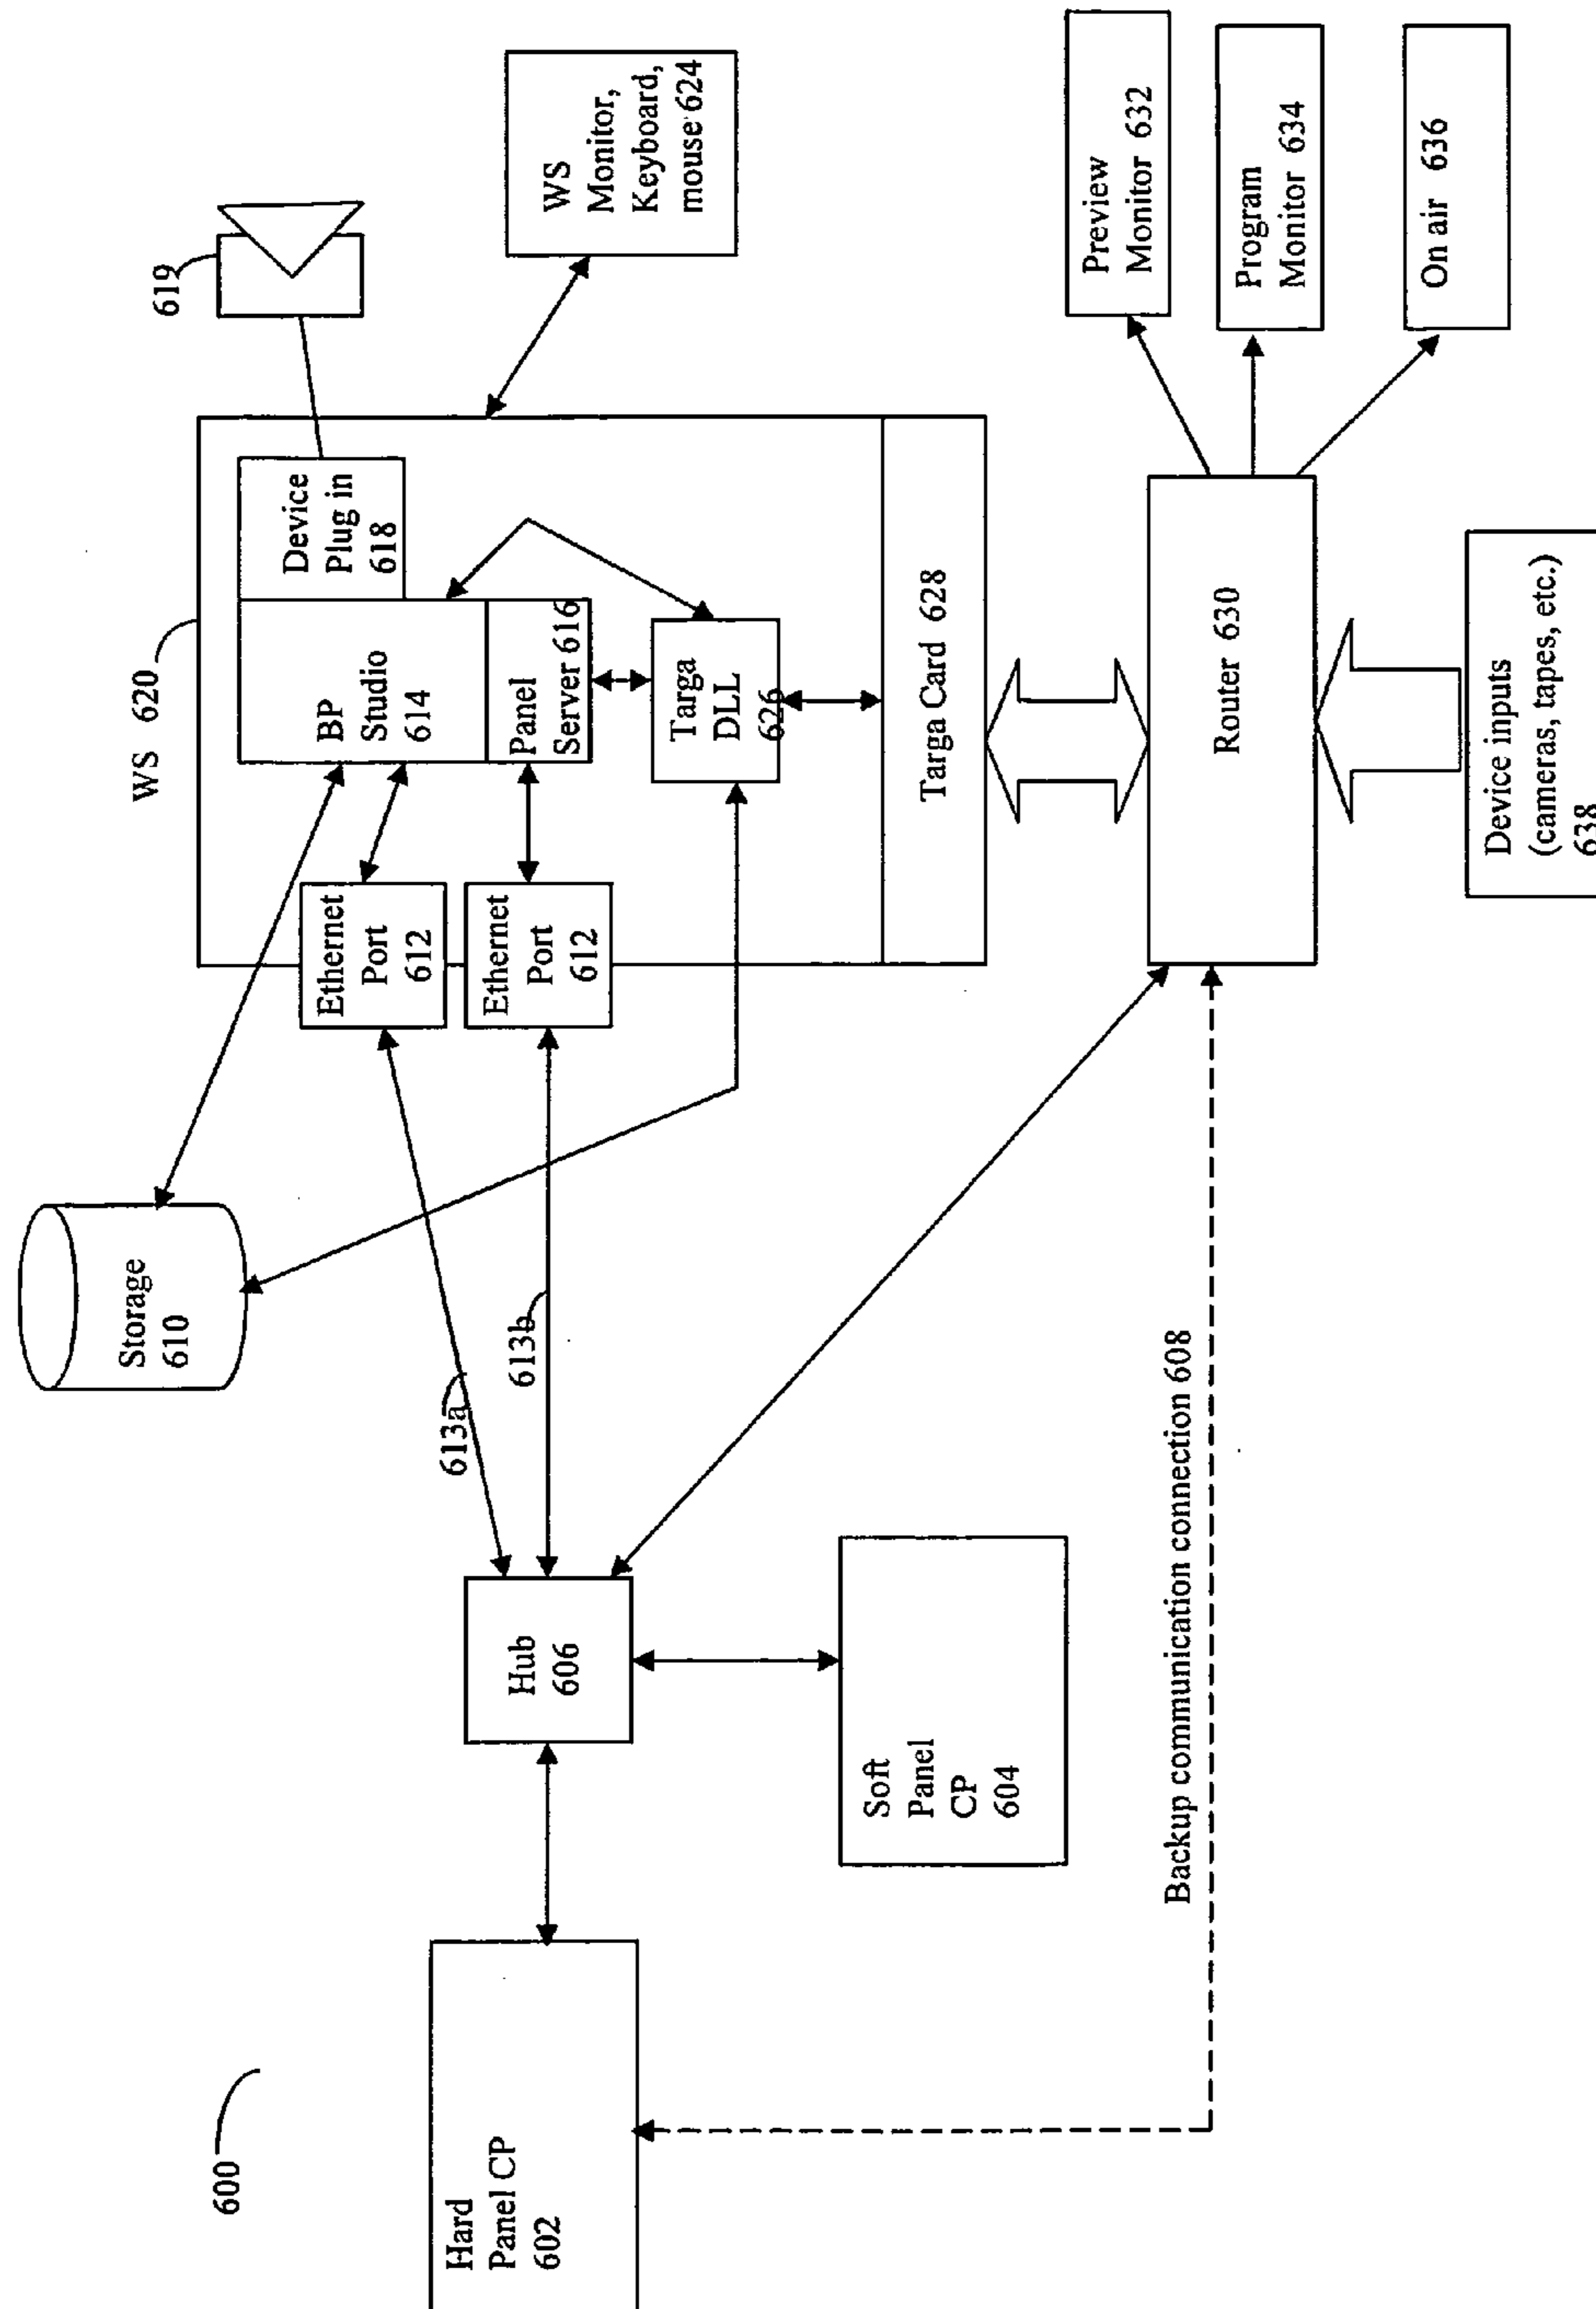 600
Hard
Panel CP
602
Hub
606
Soft
Panel
CP
604
Backup communication connection 608
613a
613b
Storage
610
WS 620
Ethernet
Port
612
Ethernet
Port
612
BP
Studio
614
Panel
Server 616
Device
Plug in
618
619
Targa
DLL
626
WS
Monitor,
Keyboard,
mouse 624
Targa Card 628
Router 630
Preview
Monitor 632
Program
Monitor 634
On air 636
Device inputs
(cameras, tapes, etc.)
638